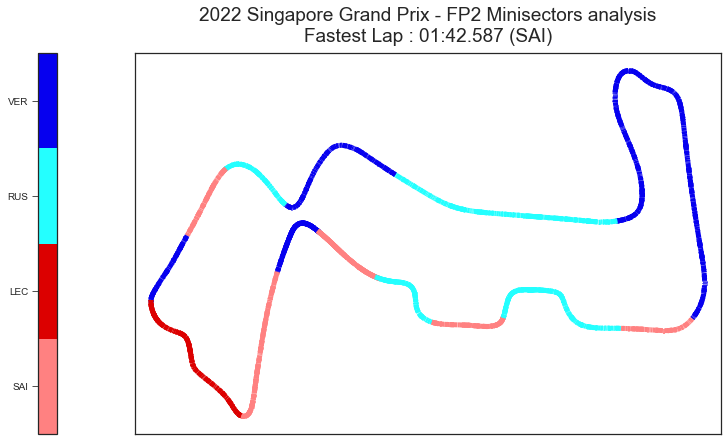 2022 Singapore Grand Prix - FP2 Minisectors analysis
Fastest Lap : 01:42.587 (SAI)
VER
RUS
LEC
SAI